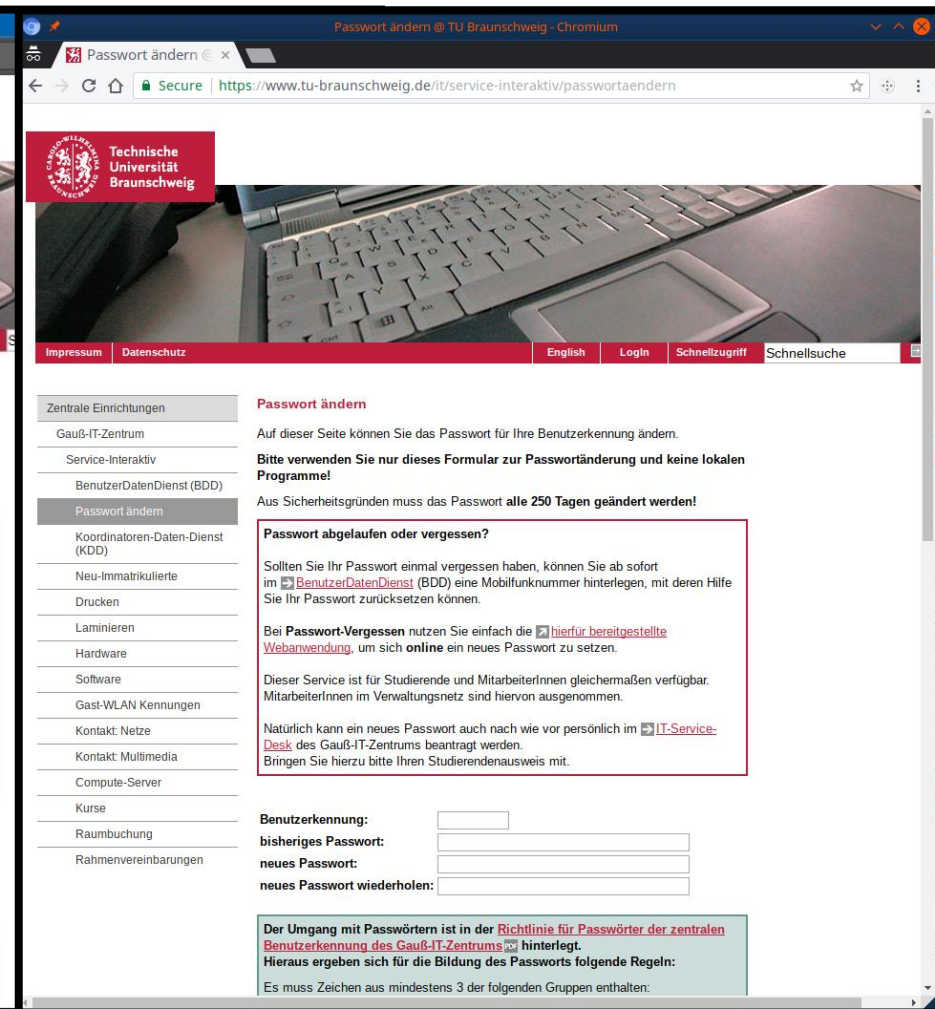 Passwort ändern @ TU Braunschweig - Chromium
Passwort ändern @
Secure https://www.tu-braunschweig.de/it/service-interaktiv/passwortaendern
Technische
Universität
Braunschweig
Impressum Datenschutz English Login Schnellzugriff Schnellsuche
Zentrale Einrichtungen
Gauß-IT-Zentrum
Service-Interaktiv
BenutzerDatenDienst (BDD)
Passwort ändern
Koordinatoren-Daten-Dienst
(KDD)
Neu-Immatrikulierte
Drucken
Laminieren
Hardware
Software
Gast-WLAN Kennungen
Kontakt: Netze
Kontakt: Multimedia
Compute-Server
Kurse
Raumbuchung
Rahmenvereinbarungen
Passwort ändern
Auf dieser Seite können Sie das Passwort für Ihre Benutzerkennung ändern.
Bitte verwenden Sie nur dieses Formular zur Passwortänderung und keine lokalen
Programme!
Aus Sicherheitsgründen muss das Passwort alle 250 Tagen geändert werden!
Passwort abgelaufen oder vergessen?
Sollten Sie Ihr Passwort einmal vergessen haben, können Sie ab sofort
im BenutzerDatenDienst (BDD) eine Mobilfunknummer hinterlegen, mit deren Hilfe
Sie Ihr Passwort zurücksetzen können.
Bei Passwort-Vergessen nutzen Sie einfach die hierfür bereitgestellte
Webanwendung, um sich online ein neues Passwort zu setzen.
Dieser Service ist für Studierende und MitarbeiterInnen gleichermaßen verfügbar.
MitarbeiterInnen im Verwaltungsnetz sind hiervon ausgenommen.
Natürlich kann ein neues Passwort auch nach wie vor persönlich im IT-Service-
Desk des Gauß-IT-Zentrums beantragt werden.
Bringen Sie hierzu bitte Ihren Studierendenausweis mit.
Benutzerkennung:
bisheriges Passwort:
neues Passwort:
neues Passwort wiederholen:
Der Umgang mit Passwörtern ist in der Richtlinie für Passwörter der zentralen
Benutzerkennung des Gauß-IT-Zentrums PDF hinterlegt.
Hieraus ergeben sich für die Bildung des Passworts folgende Regeln:
Es muss Zeichen aus mindestens 3 der folgenden Gruppen enthalten: